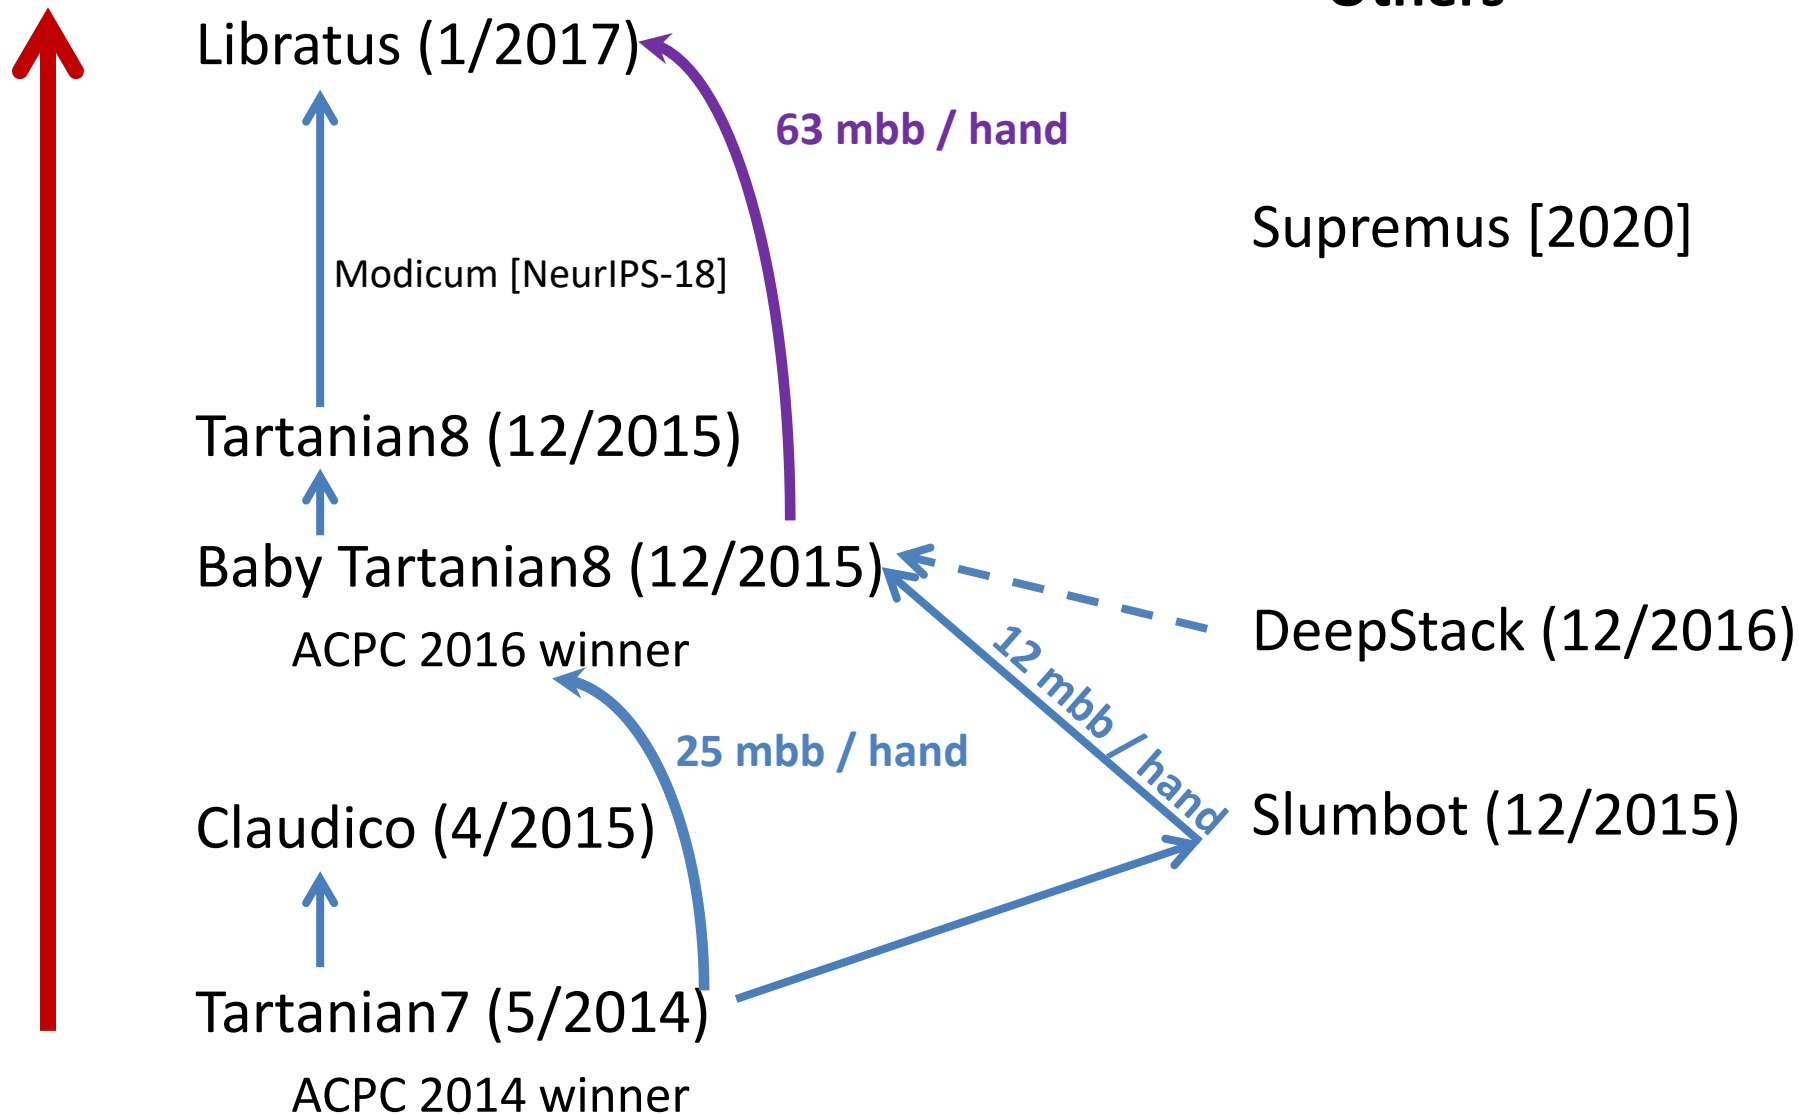 Others
Libratus (1/2017)
63 mbb / hand
Supremus [2020]
Modicum [NeurIPS-18]
Tartanian8 (12/2015)
Baby Tartanian8 (12/2015)
DeepStack (12/2016)
ACPC 2016 winner
12 mbb / hand
25 mbb / hand
Slumbot (12/2015)
Claudico (4/2015)
Tartanian7 (5/2014)
ACPC 2014 winner